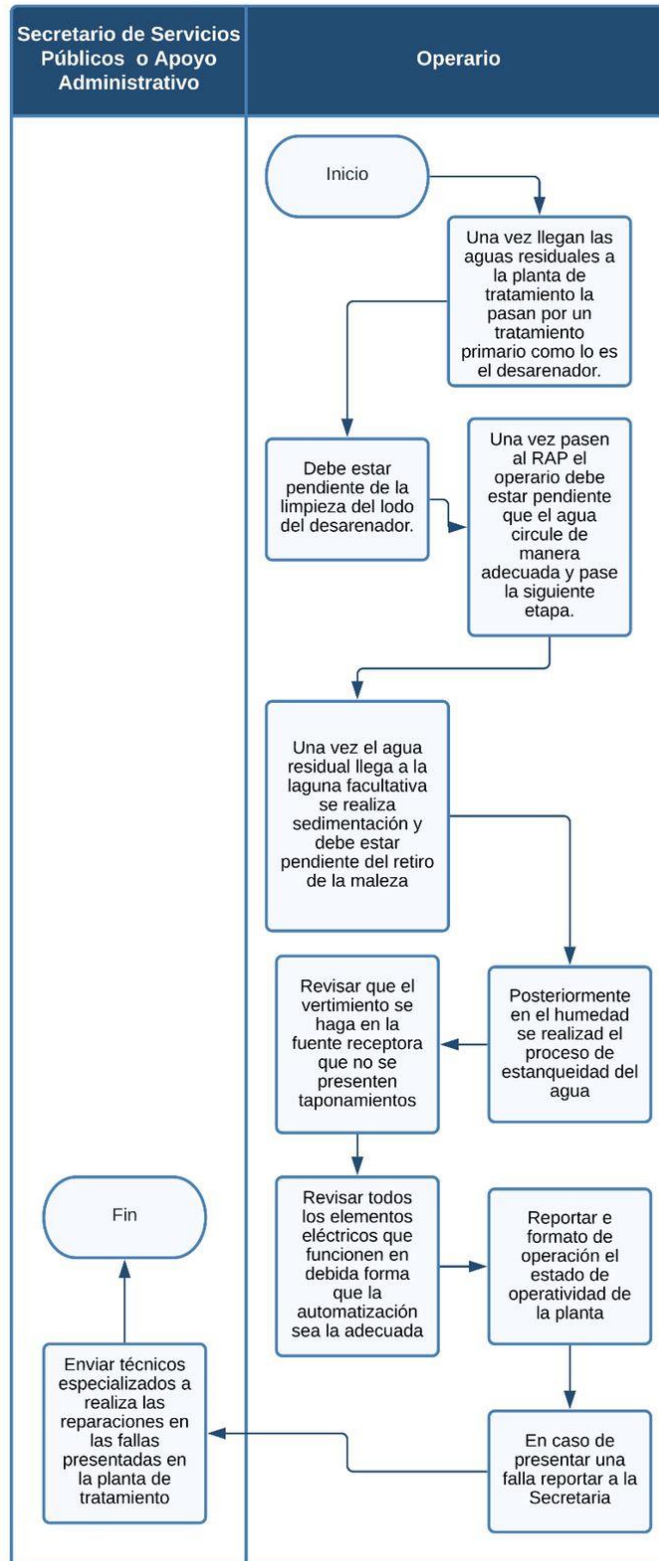 Secretario de Servicios
Públicos o Apoyo
Administrativo
Operario
Inicio
Una vez llegan las
aguas residuales a
la planta de
tratamiento la
pasan por un
tratamiento
primario como lo es
el desarenador.
Debe estar
pendiente de la
limpieza del lodo
del desarenador.
Una vez pasen
al RAP el
operario debe
estar pendiente
que el agua
circule de
manera
adecuada y pase
la siguiente
etapa.
Una vez el agua
residual llega a la
laguna facultativa
se realiza
sedimentación y
debe estar
pendiente del retiro
de la maleza
Posteriormente
en el humedad
se realizad el
proceso de
estanqueidad del
agua
Revisar que el
vertimiento se
haga en la
fuente receptora
que no se
presenten
taponamientos
Revisar todos
los elementos
eléctricos que
funcionen en
debida forma
que la
automatización
sea la adecuada
Reportar e
formato de
operación el
estado de
operatividad de
la planta
En caso de
presentar una
falla reportar a la
Secretaria
Enviar técnicos
especializados a
realiza las
reparaciones en
las fallas
presentadas en
la planta de
tratamiento
Fin